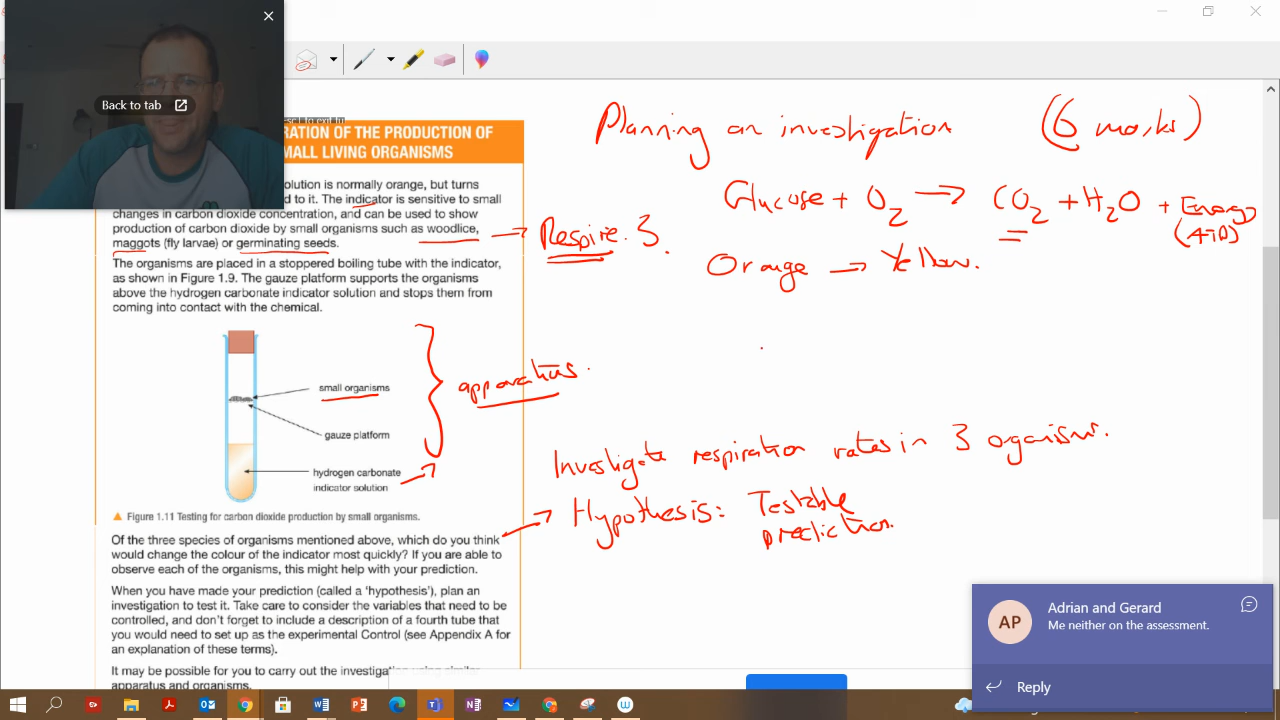 Back to tab
RATION OF THE PRODUCTION OF
MALL LIVING ORGANISMS
olution is normally orange, but turns
ed to it. The indicator is sensitive to small
changes in carbon dioxide concentration, and can be used to show
production of carbon dioxide by small organisms such as woodlice,
maggots (fly larvae) or germinating seeds.
The organisms are placed in a stoppered boiling tube with the indicator,
as shown in Figure 1.9. The gauze platform supports the organisms
above the hydrogen carbonate indicator solution and stops them from
coming into contact with the chemical.
small organisms
gauze platform
hydrogen carbonate
indicator solution
Figure 1.11 Testing for carbon dioxide production by small organisms.
Of the three species of organisms mentioned above, which do you think
would change the colour of the indicator most quickly? If you are able to
observe each of the organisms, this might help with your prediction.
When you have made your prediction (called a 'hypothesis'), plan an
investigation to test it. Take care to consider the variables that need to be
controlled, and don't forget to include a description of a fourth tube that
you would need to set up as the experimental Control (see Appendix A for
an explanation of these terms).
It may be possible for you to carry out the investigation using similar
apparatus and organisms.
Planning an investigation (6 marks)
Glucose + O2 → CO2 + H2O + Energy
(ATP)
Respire. 3
Orange → Yellow.
apparatus.
Investigate respiration rates in 3 organisms.
Hypothesis: Testable
prediction.
AP
Adrian and Gerard
Me neither on the assessment.
Reply